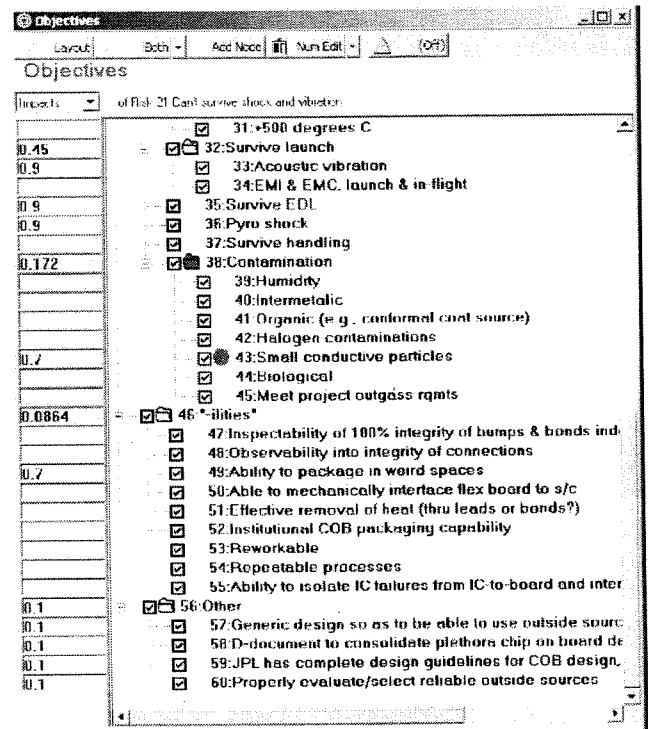 Objectives
Layout Both Add Node Num Edit (Off)
Objectives
Impacts of Risk 21 Can't survive shock and vibration
31:+500 degrees C
0.45 32:Survive launch
0.9 33:Acoustic vibration
34:EMI & EMC, launch & in-flight
0.9 35:Survive EDL
0.9 36:Pyro shock
37:Survive handling
0.172 38:Contamination
39:Humidity
40:Intermetalic
41:Organic (e.g., conformal coat source)
42:Halogen contaminations
0.7 43:Small conductive particles
44:Biological
45:Meet project outgass rqmts
0.0864 46:"-ilities"
47:Inspectability of 100% integrity of bumps & bonds ind
48:Observability into integrity of connections
0.7 49:Ability to package in weird spaces
50:Able to mechanically interface flex board to s/c
51:Effective removal of heat (thru leads or bonds?)
52:Institutional COB packaging capability
53:Reworkable
54:Repeatable processes
55:Ability to isolate IC failures from IC-to-board and inter
0.1 56:Other
0.1 57:Generic design so as to be able to use outside sourc
0.1 58:D-document to consolidate plethora chip on board de
0.1 59:JPL has complete design guidelines for COB design,
0.1 60:Properly evaluate/select reliable outside sources